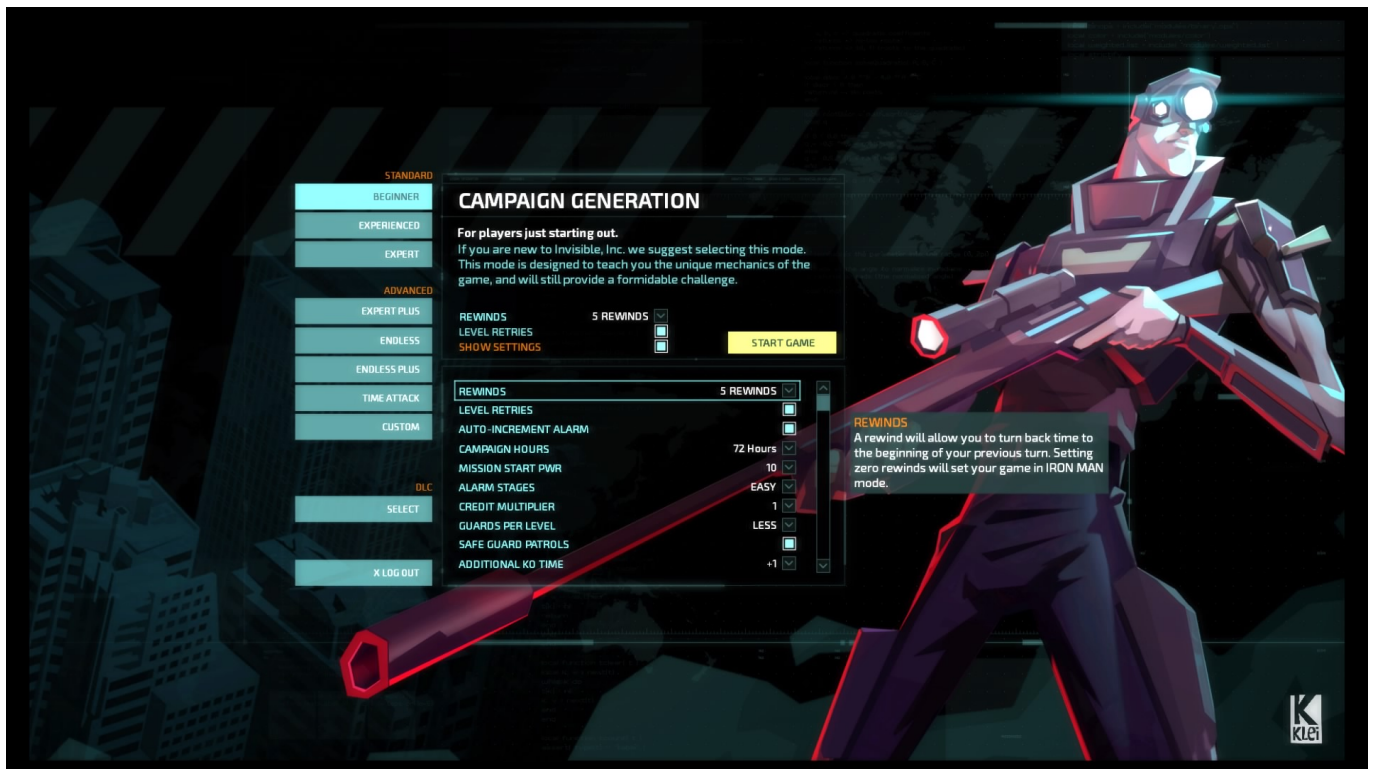 STANDARD
BEGINNER
EXPERIENCED
EXPERT
ADVANCED
EXPERT PLUS
ENDLESS
ENDLESS PLUS
TIME ATTACK
CUSTOM
DLC
SELECT
X LOG OUT
CAMPAIGN GENERATION
For players just starting out.
If you are new to Invisible, Inc. we suggest selecting this mode.
This mode is designed to teach you the unique mechanics of the
game, and will still provide a formidable challenge.
REWINDS 5 REWINDS
LEVEL RETRIES
SHOW SETTINGS
START GAME
REWINDS 5 REWINDS
LEVEL RETRIES
AUTO-INCREMENT ALARM
CAMPAIGN HOURS 72 Hours
MISSION START PWR 10
ALARM STAGES EASY
CREDIT MULTIPLIER 1
GUARDS PER LEVEL LESS
SAFE GUARD PATROLS
ADDITIONAL KO TIME +1
REWINDS
A rewind will allow you to turn back time to
the beginning of your previous turn. Setting
zero rewinds will set your game in IRON MAN
mode.
K
KLei